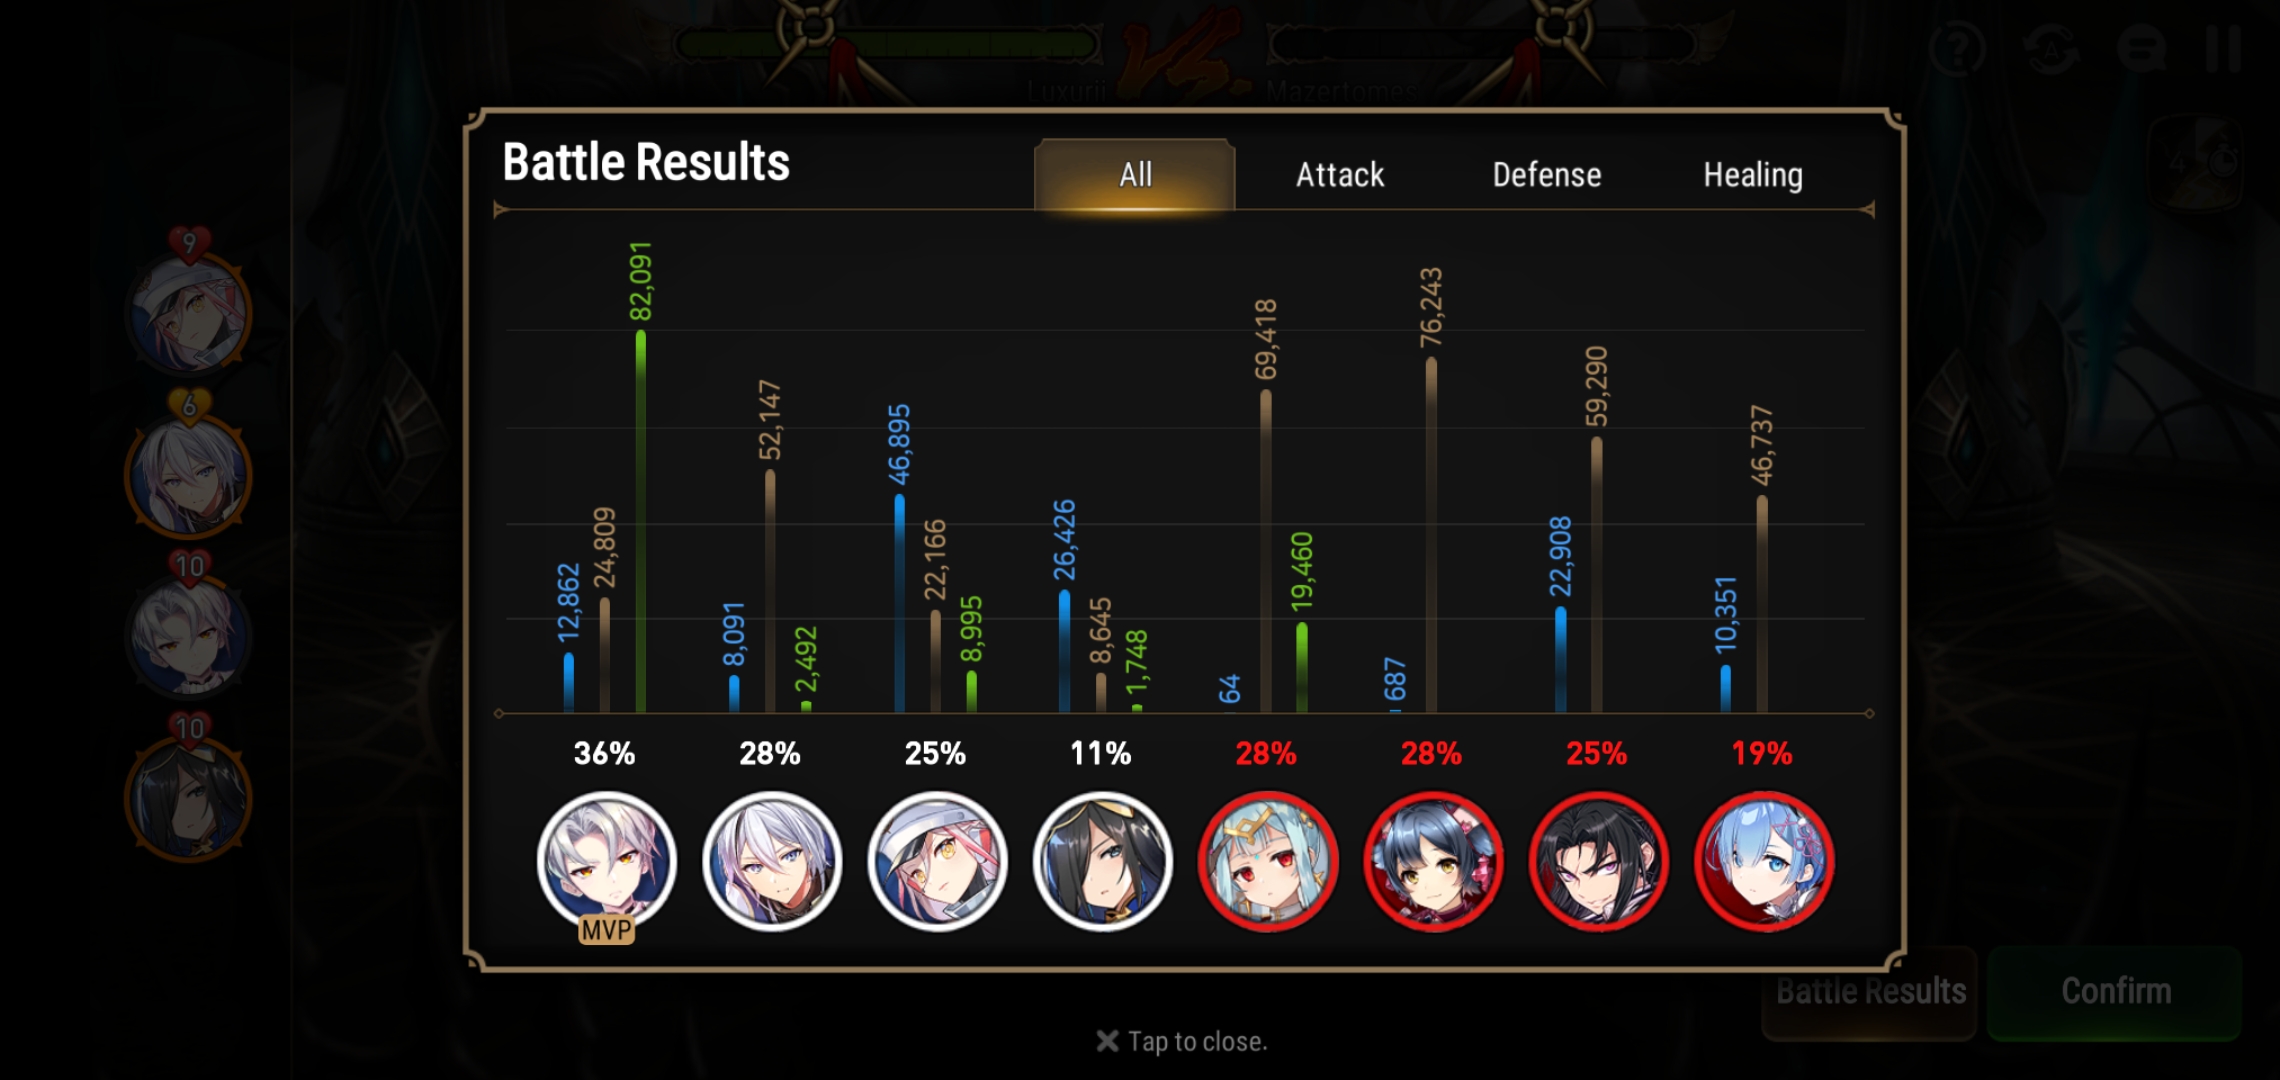 Luxurii
VS.
Mazertomes
Battle Results
All
Attack
Defense
Healing
9
6
10
10
12,862
24,809
82,091
8,091
52,147
2,492
46,895
22,166
8,995
26,426
8,645
1,748
64
69,418
19,460
687
76,243
22,908
59,290
10,351
46,737
36%
28%
25%
11%
28%
28%
25%
19%
MVP
Battle Results
Confirm
Tap to close.